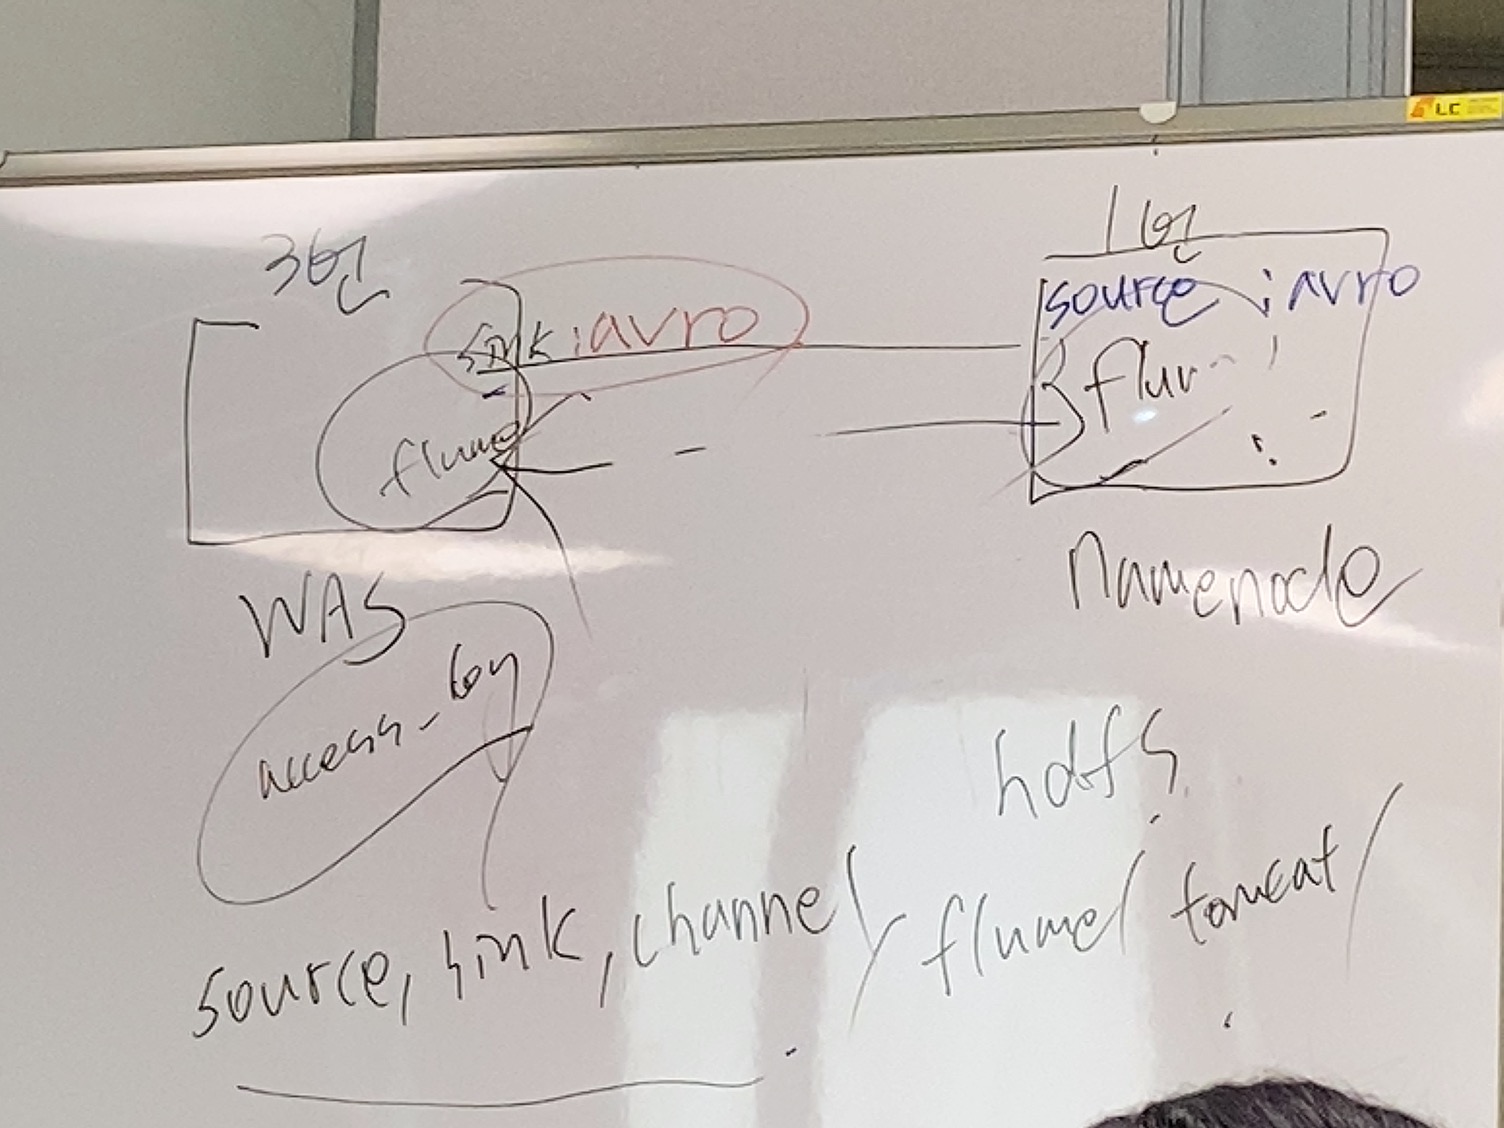 LC
3번
1번
sink : avro
source : avro
flume
flum
WAS
namenode
access_log
hdfs
source, sink, channel
/flume/ tomcat/